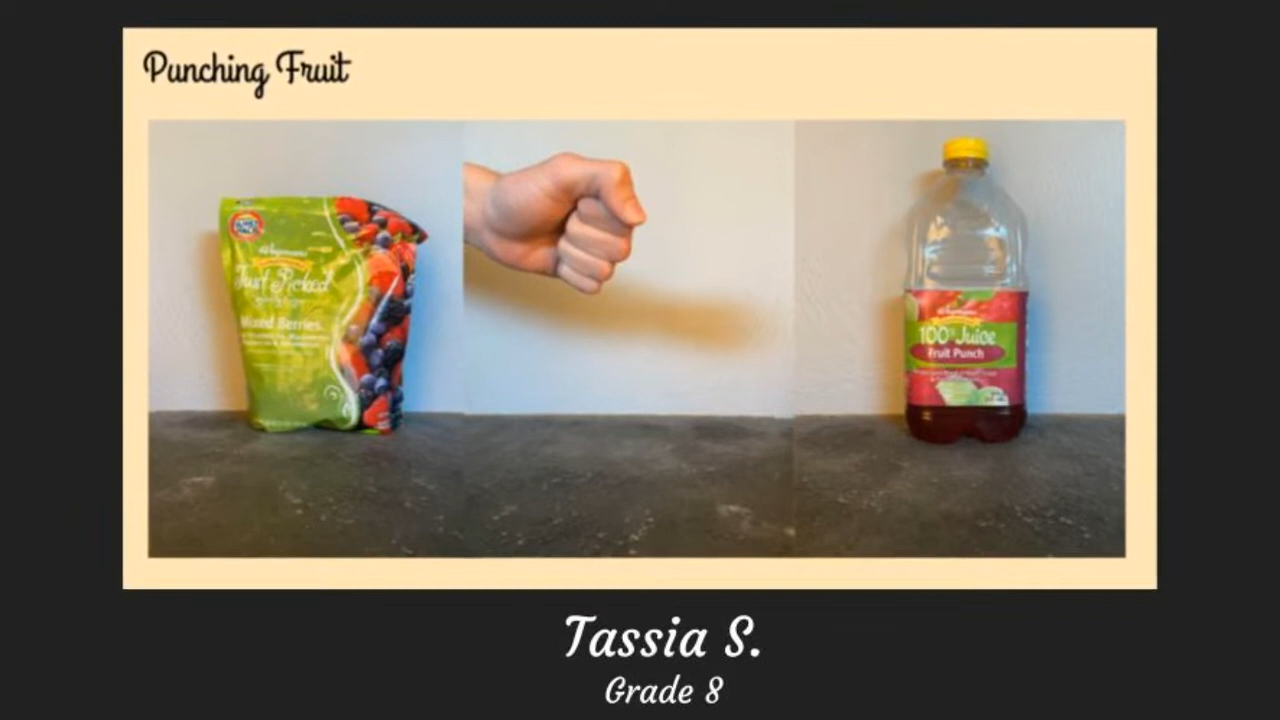 Punching Fruit
Just Picked
Mixed Berries
100% Juice
Fruit Punch
Tassia S.
Grade 8